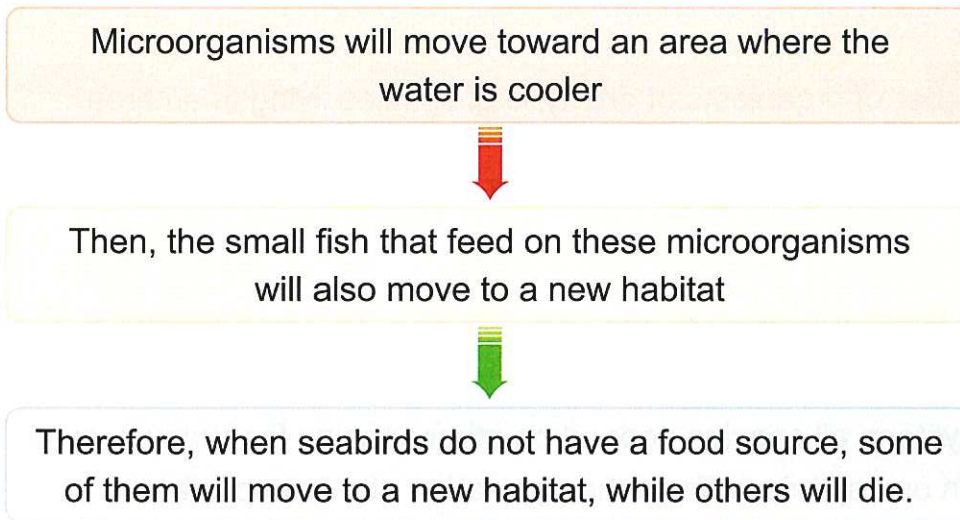 Microorganisms will move toward an area where the
water is cooler
Then, the small fish that feed on these microorganisms
will also move to a new habitat
Therefore, when seabirds do not have a food source, some
of them will move to a new habitat, while others will die.